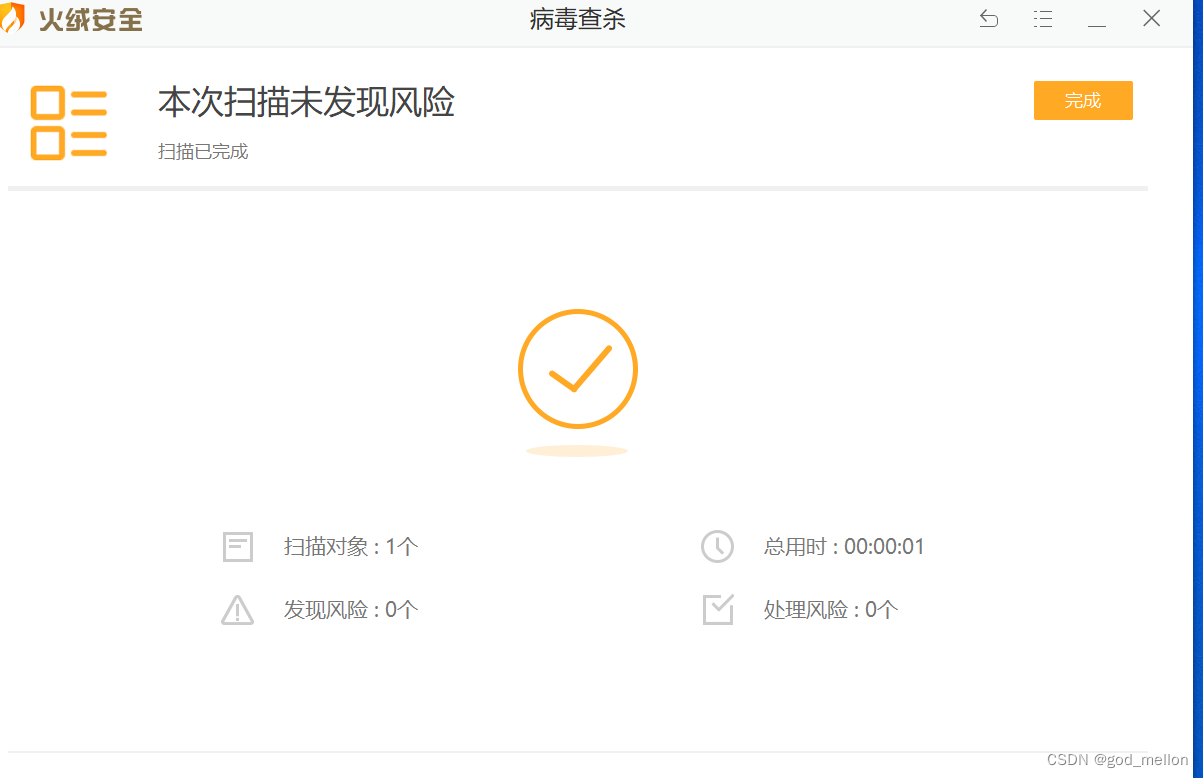 火绒安全
病毒查杀
本次扫描未发现风险
完成
扫描已完成
扫描对象 : 1个
总用时 : 00:00:01
发现风险 : 0个
处理风险 : 0个
CSDN @god_mellon